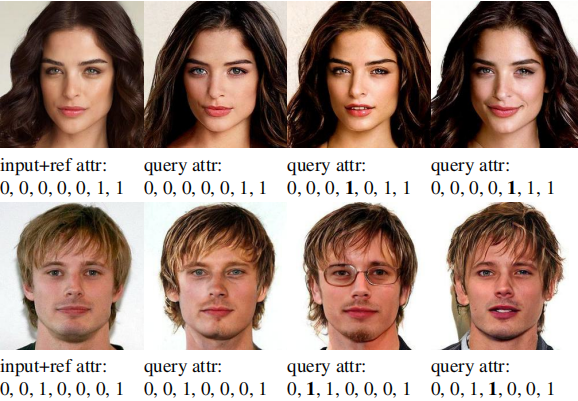 input+ref attr: query attr: query attr: query attr:
0, 0, 0, 0, 0, 1, 1 0, 0, 0, 0, 0, 1, 1 0, 0, 0, 1, 0, 1, 1 0, 0, 0, 0, 1, 1, 1
input+ref attr: query attr: query attr: query attr:
0, 0, 1, 0, 0, 0, 1 0, 0, 1, 0, 0, 0, 1 0, 1, 1, 0, 0, 0, 1 0, 0, 1, 1, 0, 0, 1